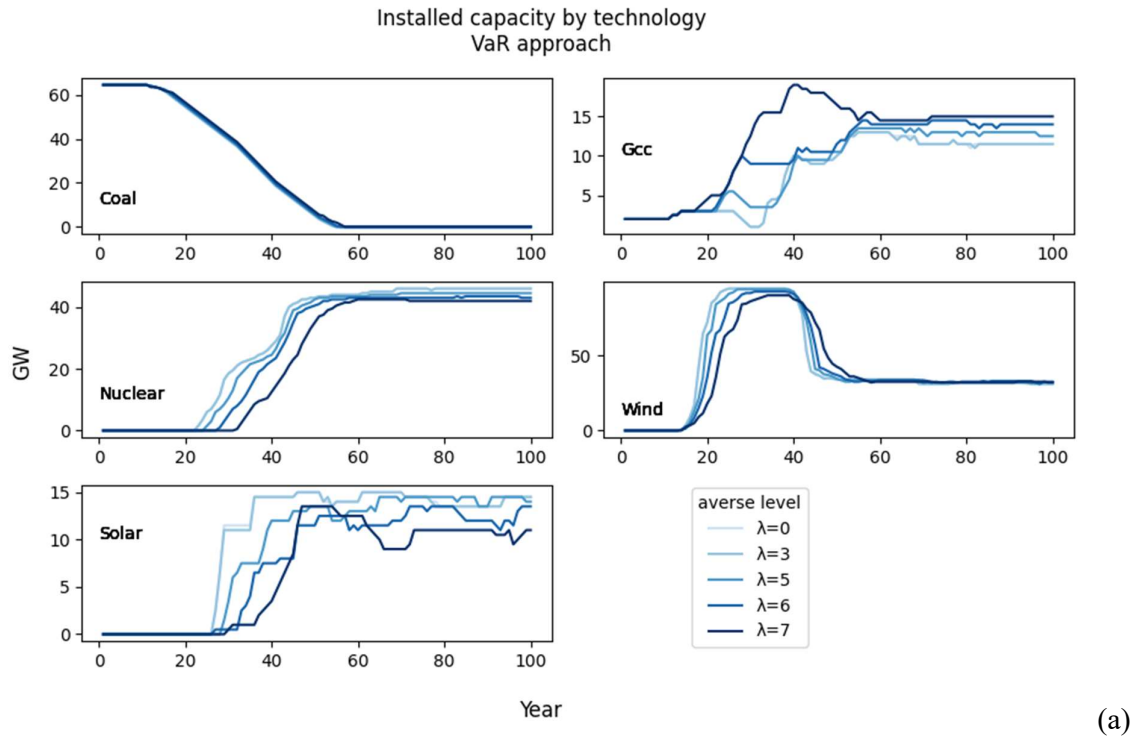 Installed capacity by technology
VaR approach
60
40
20
0
Coal
0 20 40 60 80 100
15
10
5
Gcc
0 20 40 60 80 100
40
20
0
Nuclear
0 20 40 60 80 100
50
0
Wind
0 20 40 60 80 100
GW
15
10
5
0
Solar
0 20 40 60 80 100
averse level
λ=0
λ=3
λ=5
λ=6
λ=7
Year
(a)